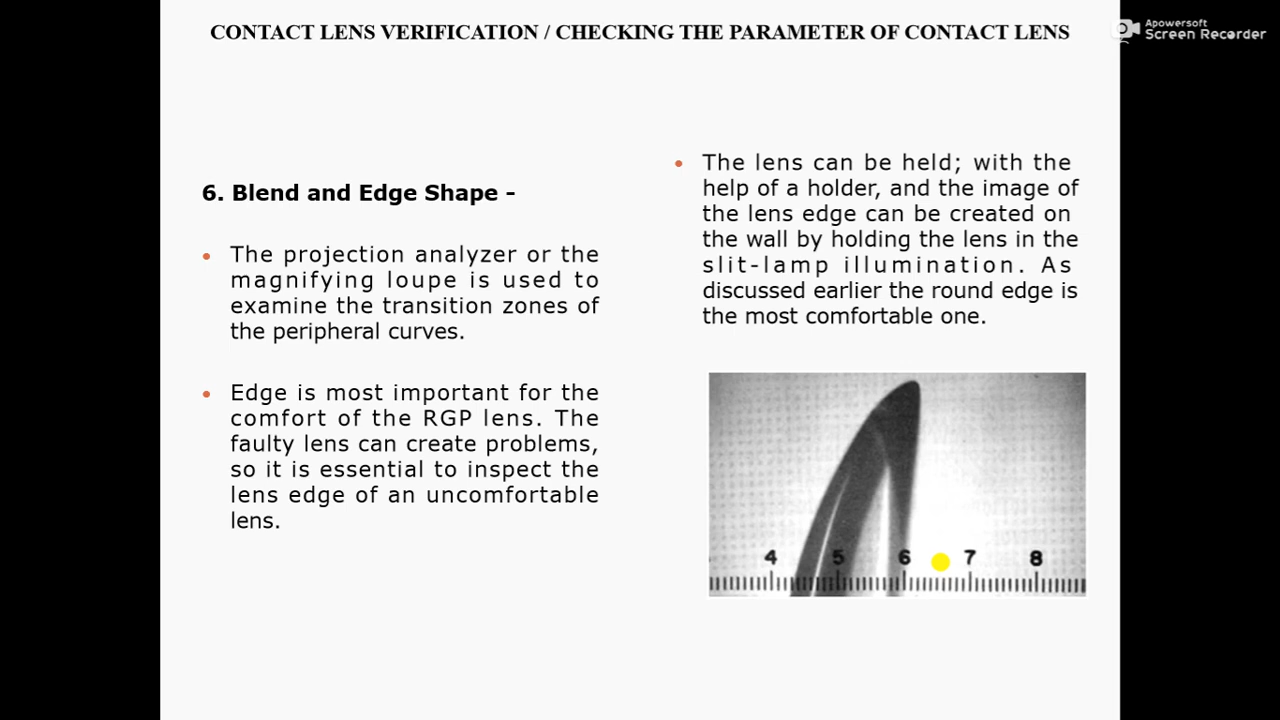 CONTACT LENS VERIFICATION / CHECKING THE PARAMETER OF CONTACT LENS
Apowersoft
Screen Recorder
6. Blend and Edge Shape -
• The projection analyzer or the
magnifying loupe is used to
examine the transition zones of
the peripheral curves.
• Edge is most important for the
comfort of the RGP lens. The
faulty lens can create problems,
so it is essential to inspect the
lens edge of an uncomfortable
lens.
• The lens can be held; with the
help of a holder, and the image of
the lens edge can be created on
the wall by holding the lens in the
slit-lamp illumination. As
discussed earlier the round edge is
the most comfortable one.
4 5 6 7 8